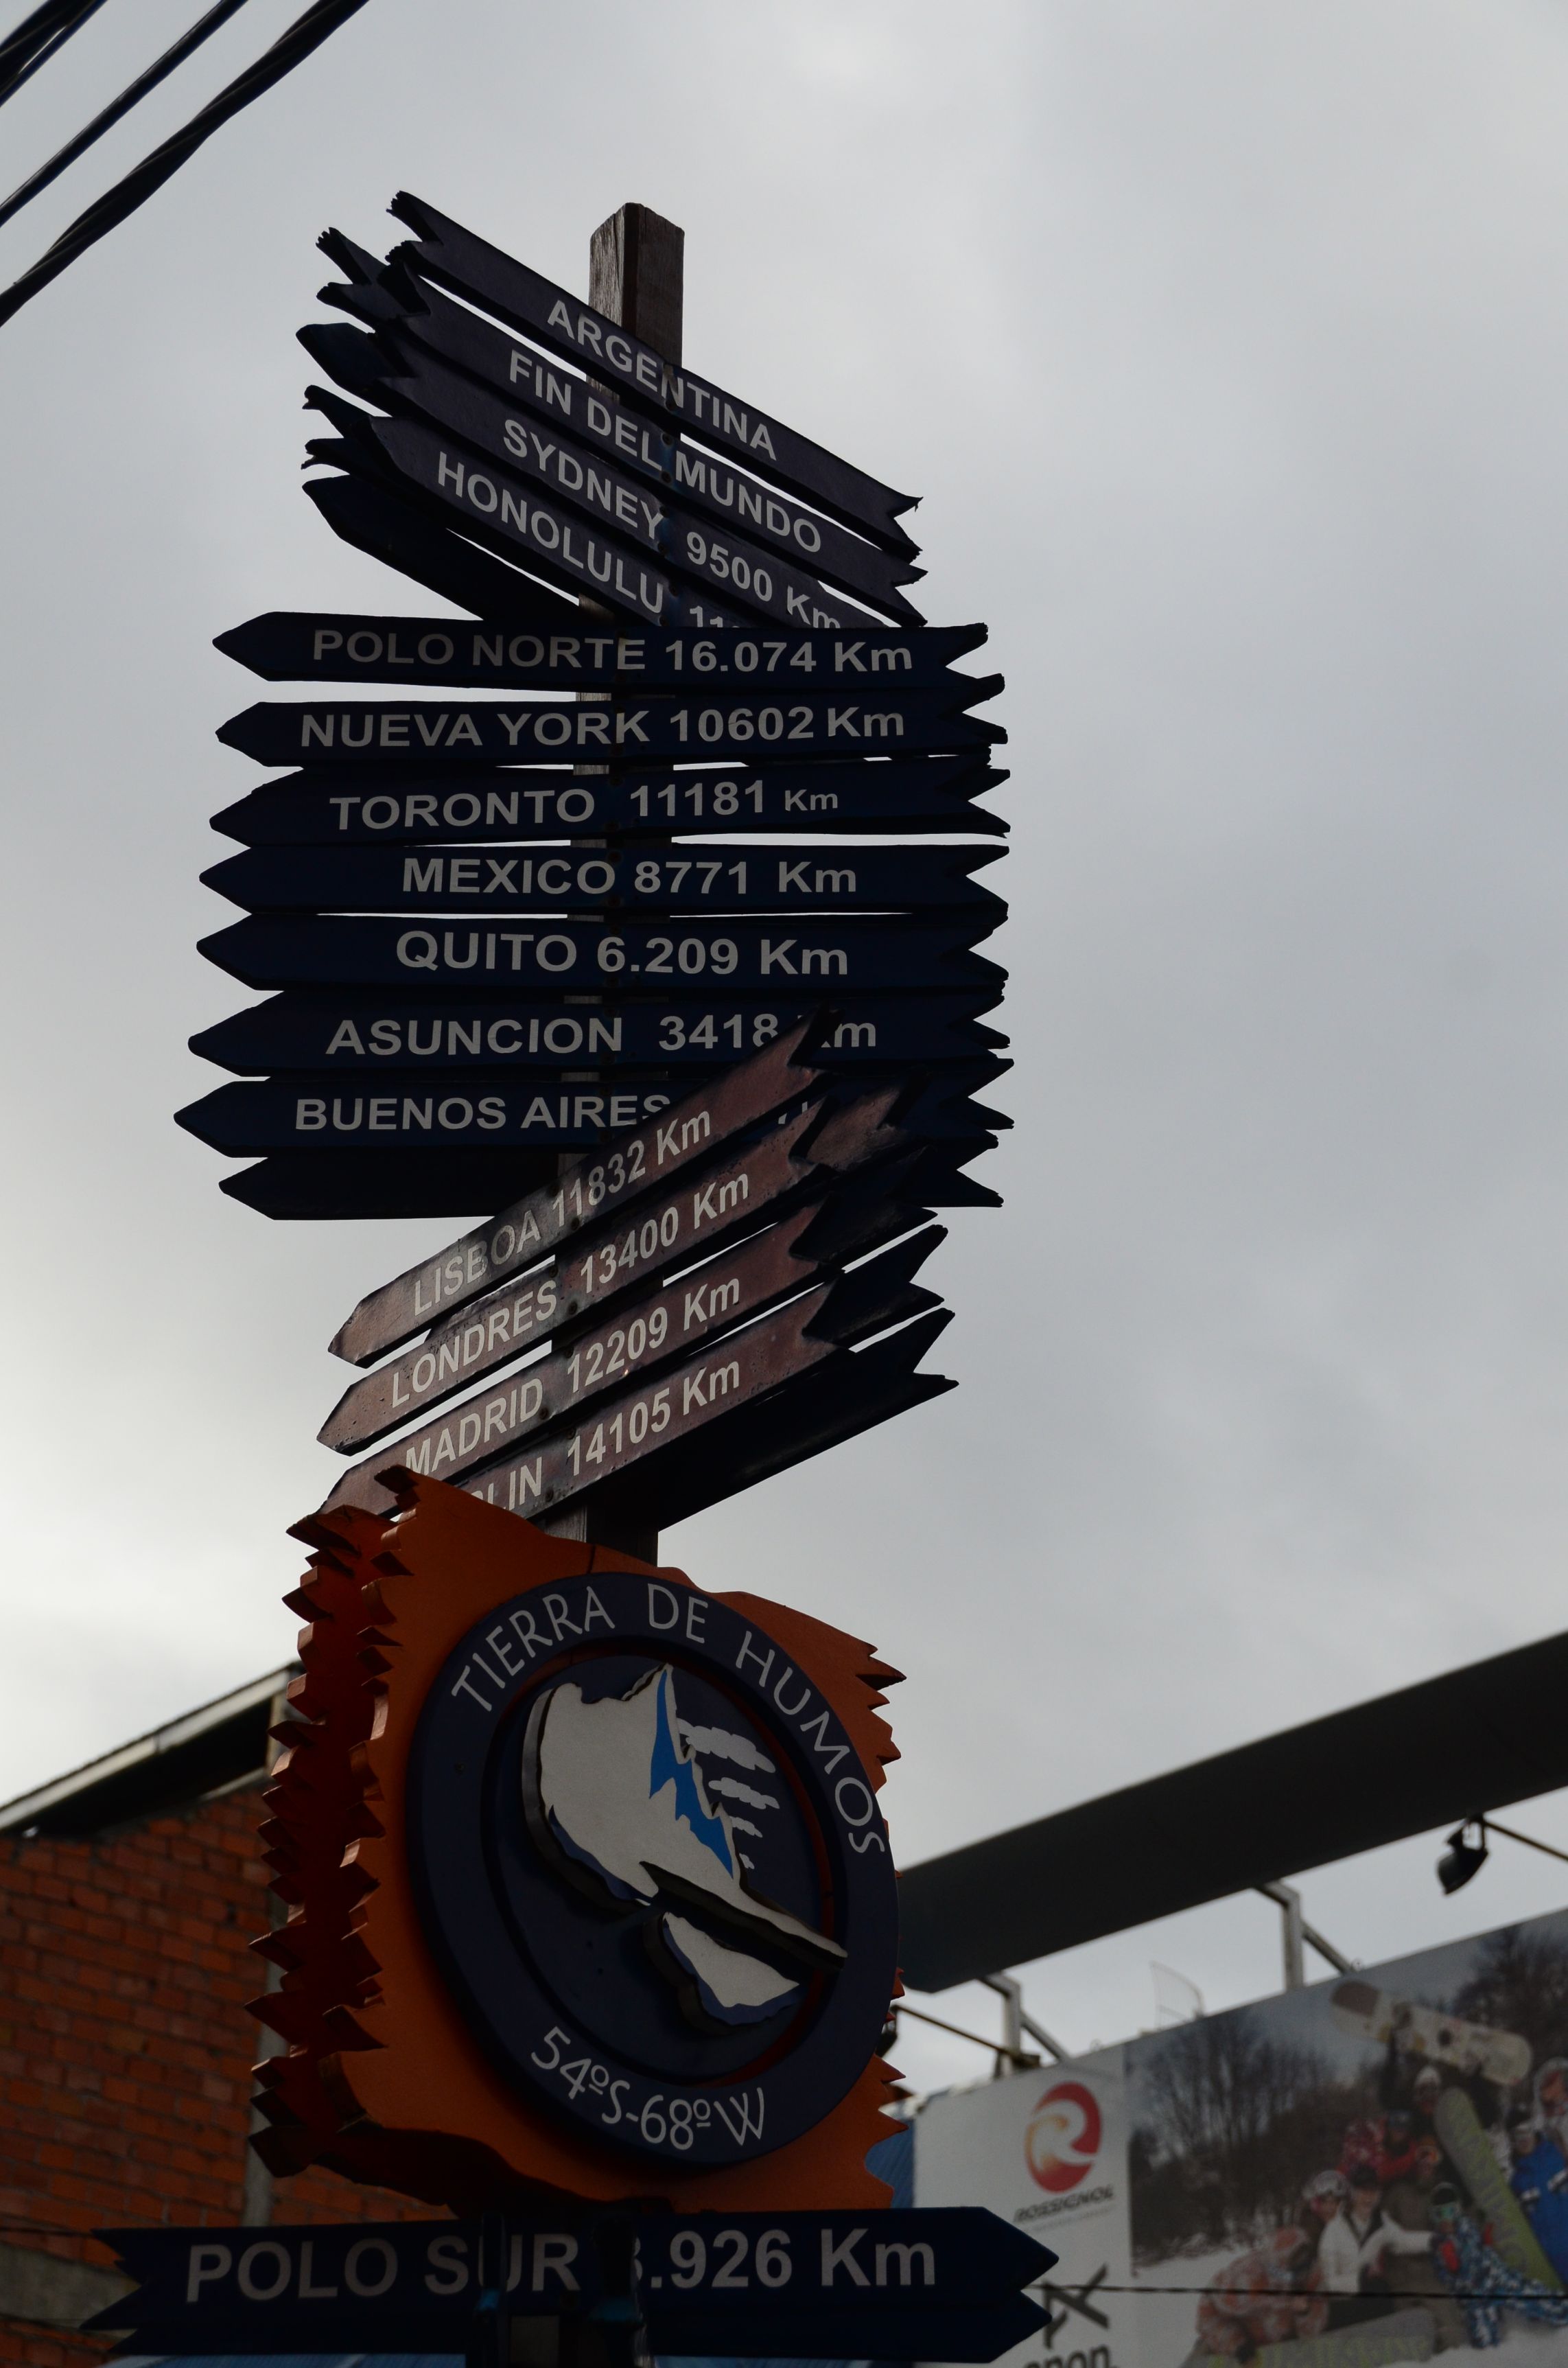 ARGENTINA
FIN DEL MUNDO
SYDNEY 9500 Km
HONOLULU
POLO NORTE 16.074 Km
NUEVA YORK 10602 Km
TORONTO 11181 Km
MEXICO 8771 Km
QUITO 6.209 Km
ASUNCION 3418 Km
BUENOS AIRES
LISBOA 11832 Km
LONDRES 13400 Km
MADRID 12209 Km
LIN 14105 Km
TIERRA DE HUMOS
54ºS-68ºW
POLO SUR .926 Km
ROSSIGNOL